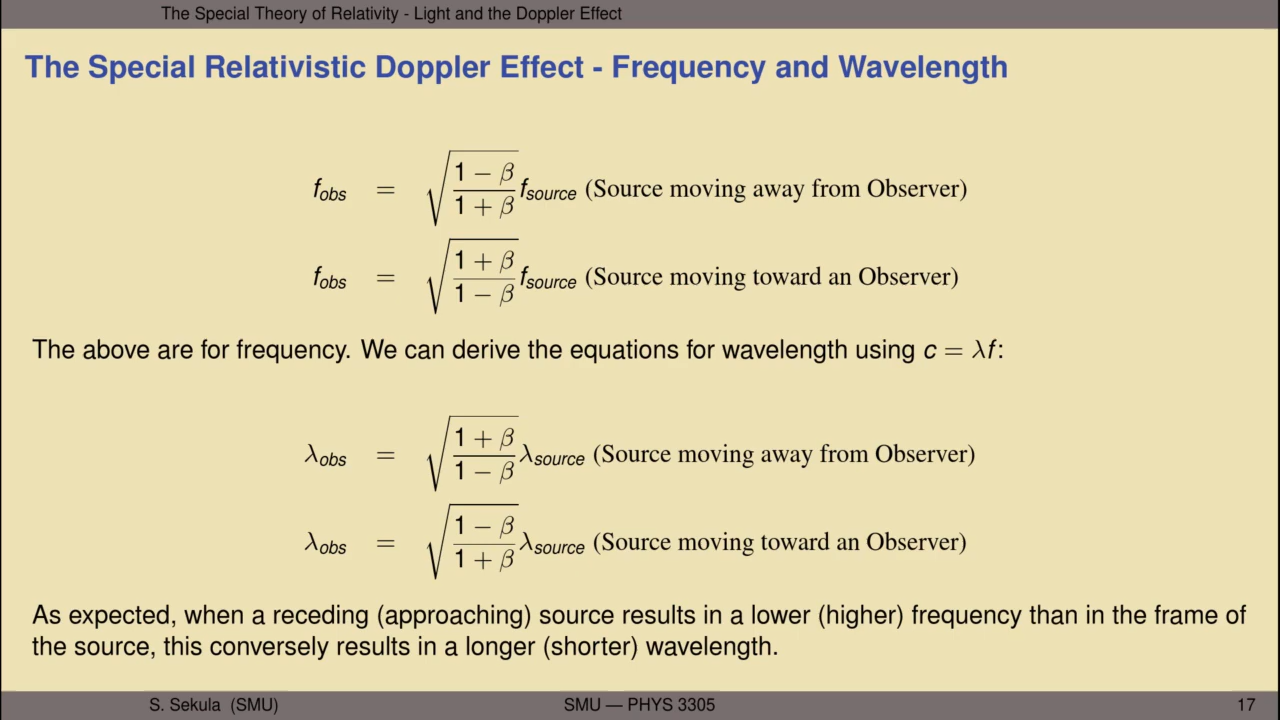 The Special Theory of Relativity - Light and the Doppler Effect
The Special Relativistic Doppler Effect - Frequency and Wavelength
f_obs = √((1 − β)/(1 + β)) f_source (Source moving away from Observer)
f_obs = √((1 + β)/(1 − β)) f_source (Source moving toward an Observer)
The above are for frequency. We can derive the equations for wavelength using c = λf:
λ_obs = √((1 + β)/(1 − β)) λ_source (Source moving away from Observer)
λ_obs = √((1 − β)/(1 + β)) λ_source (Source moving toward an Observer)
As expected, when a receding (approaching) source results in a lower (higher) frequency than in the frame of
the source, this conversely results in a longer (shorter) wavelength.
S. Sekula (SMU) SMU — PHYS 3305 17